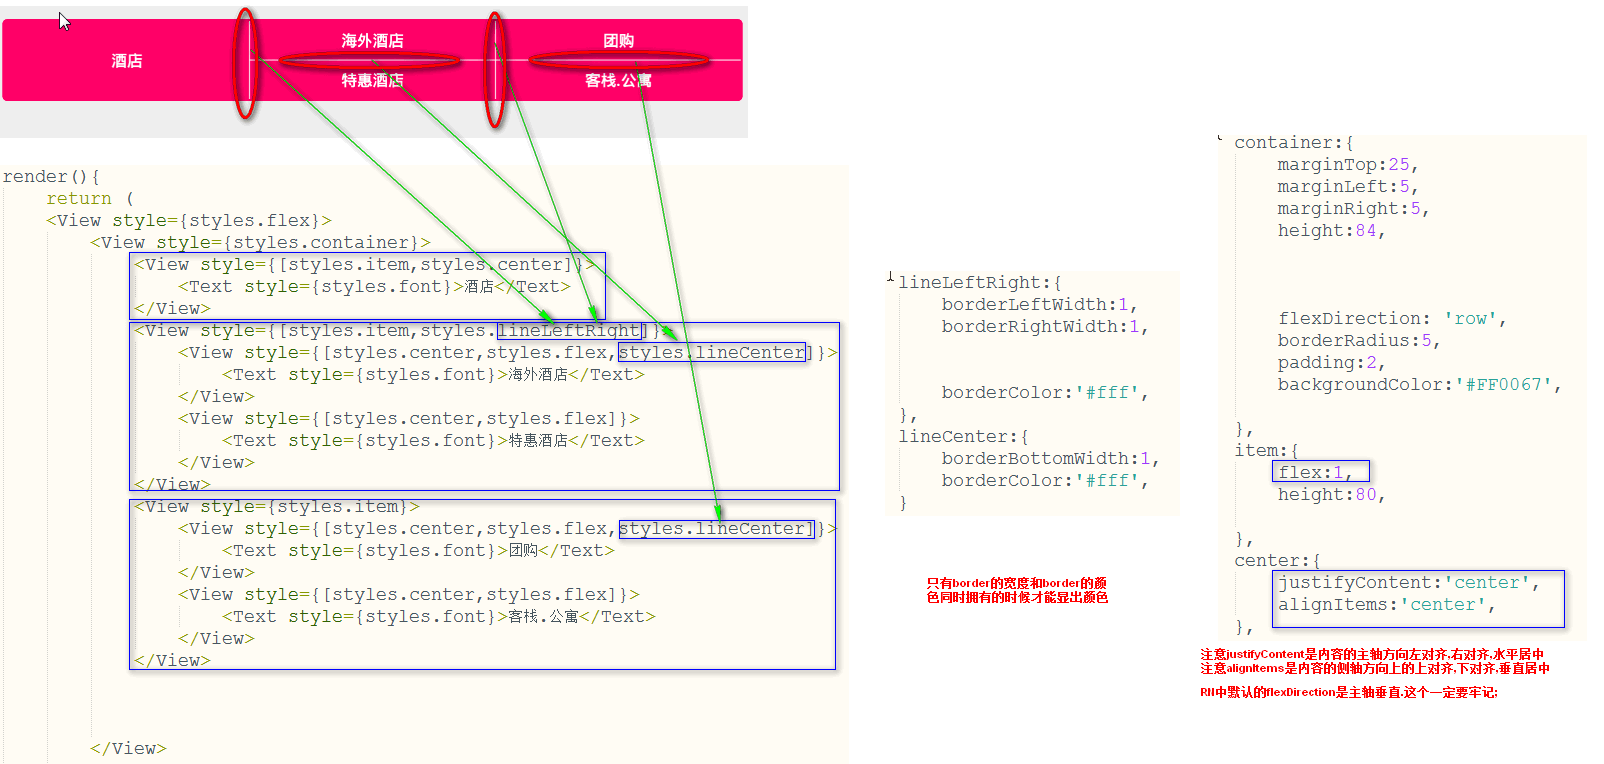 酒店
海外酒店
特惠酒店
团购
客栈.公寓
render(){
return (
<View style={styles.flex}>
<View style={styles.container}>
<View style={[styles.item,styles.center]}>
<Text style={styles.font}>酒店</Text>
</View>
<View style={[styles.item,styles.lineLeftRight]}>
<View style={[styles.center,styles.flex,styles.lineCenter]}>
<Text style={styles.font}>海外酒店</Text>
</View>
<View style={[styles.center,styles.flex]}>
<Text style={styles.font}>特惠酒店</Text>
</View>
</View>
<View style={styles.item}>
<View style={[styles.center,styles.flex,styles.lineCenter]}>
<Text style={styles.font}>团购</Text>
</View>
<View style={[styles.center,styles.flex]}>
<Text style={styles.font}>客栈.公寓</Text>
</View>
</View>
</View>
lineLeftRight:{
borderLeftWidth:1,
borderRightWidth:1,
borderColor:'#fff',
},
lineCenter:{
borderBottomWidth:1,
borderColor:'#fff',
}
只有border的宽度和border的颜
色同时拥有的时候才能显出颜色
container:{
marginTop:25,
marginLeft:5,
marginRight:5,
height:84,
flexDirection: 'row',
borderRadius:5,
padding:2,
backgroundColor:'#FF0067',
},
item:{
flex:1,
height:80,
},
center:{
justifyContent:'center',
alignItems:'center',
},
注意justifyContent是内容的主轴方向左对齐,右对齐,水平居中
注意alignItems是内容的侧轴方向上的上对齐,下对齐,垂直居中
RN中默认的flexDirection是主轴垂直.这个一定要牢记;